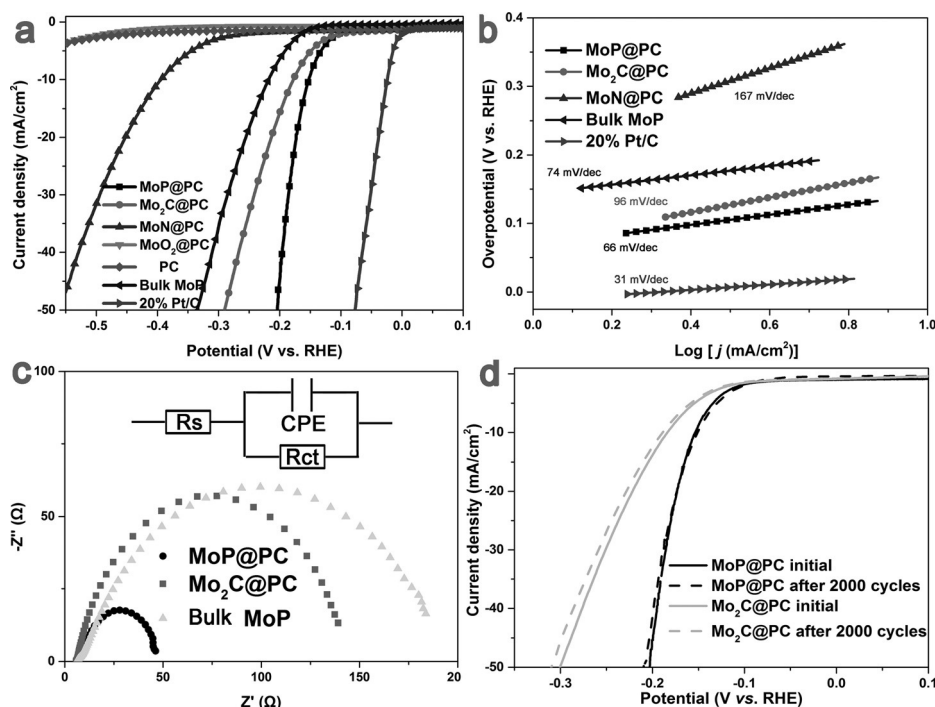 a
Current density (mA/cm²)
0
-10
-20
-30
-40
-50
MoP@PC
Mo₂C@PC
MoN@PC
MoO₂@PC
PC
Bulk MoP
20% Pt/C
-0.5 -0.4 -0.3 -0.2 -0.1 0.0 0.1
Potential (V vs. RHE)
b
Overpotential (V vs. RHE)
0.4
0.3
0.2
0.1
0.0
MoP@PC
Mo₂C@PC
MoN@PC
Bulk MoP
20% Pt/C
167 mV/dec
74 mV/dec
96 mV/dec
66 mV/dec
31 mV/dec
0.0 0.2 0.4 0.6 0.8 1.0
Log [ j (mA/cm²)]
c
-Z'' (Ω)
100
50
0
Rs
CPE
Rct
MoP@PC
Mo₂C@PC
Bulk MoP
0 50 100 150 20
Z' (Ω)
d
Current density (mA/cm²)
0
-10
-20
-30
-40
-50
MoP@PC initial
MoP@PC after 2000 cycles
Mo₂C@PC initial
Mo₂C@PC after 2000 cycles
-0.3 -0.2 -0.1 0.0 0.1
Potential (V vs. RHE)